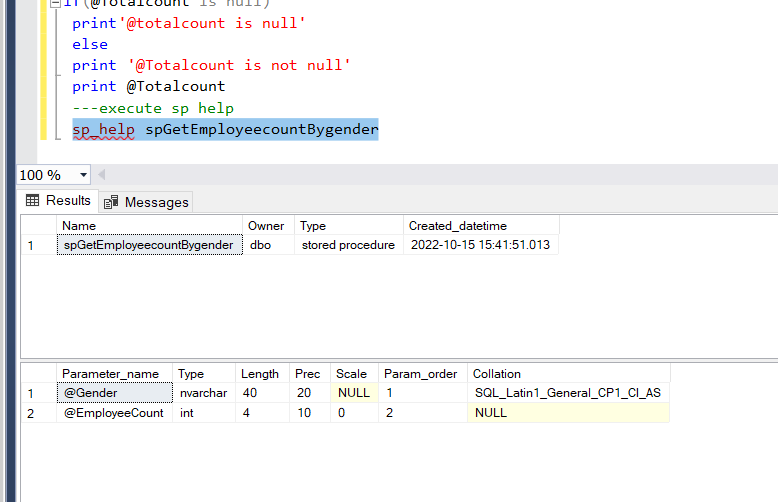 if(@Totalcount is null)
print'@totalcount is null'
else
print '@Totalcount is not null'
print @Totalcount
---execute sp help
sp_help spGetEmployeecountBygender
100 %
Results Messages
Name Owner Type Created_datetime
1 spGetEmployeecountBygender dbo stored procedure 2022-10-15 15:41:51.013
Parameter_name Type Length Prec Scale Param_order Collation
1 @Gender nvarchar 40 20 NULL 1 SQL_Latin1_General_CP1_CI_AS
2 @EmployeeCount int 4 10 0 2 NULL